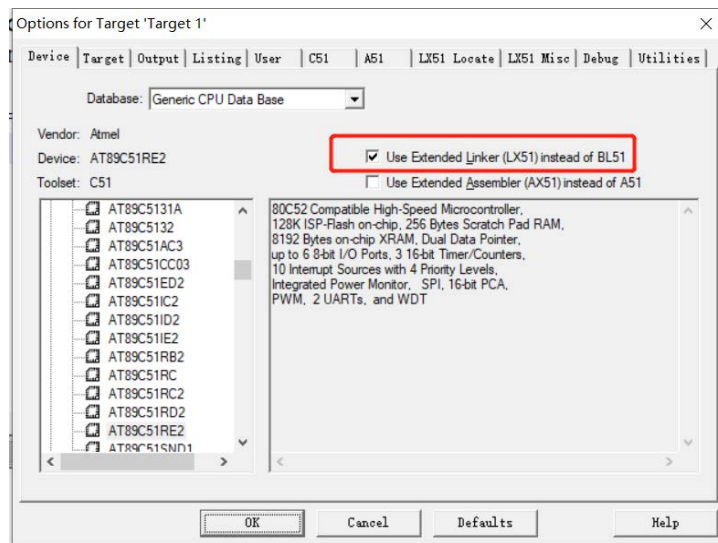 Options for Target 'Target 1'
Device Target Output Listing User C51 A51 LX51 Locate LX51 Misc Debug Utilities
Database: Generic CPU Data Base
Vendor: Atmel
Device: AT89C51RE2
Use Extended Linker (LX51) instead of BL51
Toolset: C51
Use Extended Assembler (AX51) instead of A51
AT89C5131A
AT89C5132
AT89C51AC3
AT89C51CC03
AT89C51ED2
AT89C51IC2
AT89C51ID2
AT89C51IE2
AT89C51RB2
AT89C51RC
AT89C51RC2
AT89C51RD2
AT89C51RE2
AT89C51SND1
80C52 Compatible High-Speed Microcontroller,
128K ISP-Flash on-chip, 256 Bytes Scratch Pad RAM,
8192 Bytes on-chip XRAM, Dual Data Pointer,
up to 6 8-bit I/O Ports, 3 16-bit Timer/Counters,
10 Interrupt Sources with 4 Priority Levels,
Integrated Power Monitor, SPI, 16-bit PCA,
PWM, 2 UARTs, and WDT
OK Cancel Defaults Help